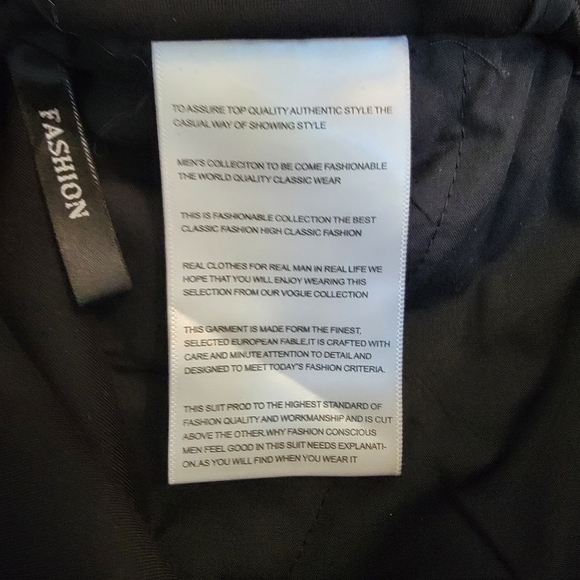 FASHION
TO ASSURE TOP QUALITY AUTHENTIC STYLE THE
CASUAL WAY OF SHOWING STYLE
MEN'S COLLECITON TO BE COME FASHIONABLE
THE WORLD QUALITY CLASSIC WEAR
THIS IS FASHIONABLE COLLECTION THE BEST
CLASSIC FASHION HIGH CLASSIC FASHION
REAL CLOTHES FOR REAL MAN IN REAL LIFE WE
HOPE THAT YOU WILL ENJOY WEARING THIS
SELECTION FROM OUR VOGUE COLLECTION
THIS GARMENT IS MADE FORM THE FINEST,
SELECTED EUROPEAN FABLE,IT IS CRAFTED WITH
CARE AND MINUTE ATTENTION TO DETAIL AND
DESIGNED TO MEET TODAY'S FASHION CRITERIA.
THIS SUIT PROD TO THE HIGHEST STANDARD OF
FASHION QUALITY AND WORKMANSHIP AND IS CUT
ABOVE THE OTHER.WHY FASHION CONSCIOUS
MEN FEEL GOOD IN THIS SUIT NEEDS EXPLANATI-
ON.AS YOU WILL FIND WHEN YOU WEAR IT